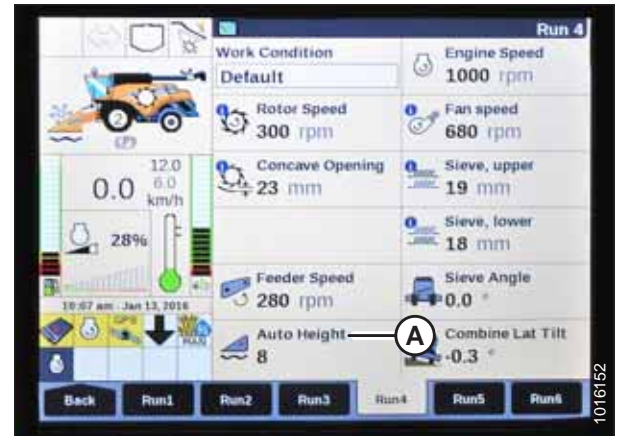 Run 4
Work Condition
Default
Engine Speed
1000 rpm
Rotor Speed
300 rpm
Fan speed
680 rpm
Concave Opening
23 mm
Sieve, upper
19 mm
Sieve, lower
18 mm
Feeder Speed
280 rpm
Sieve Angle
0.0 °
Auto Height
8
A
Combine Lat Tilt
-0.3 °
2
(P)
0.0
12.0
6.0
km/h
28%
10:07 am Jan 13, 2016
GPS
MAN
Back
Run1
Run2
Run3
Run4
Run5
Run6
1016152